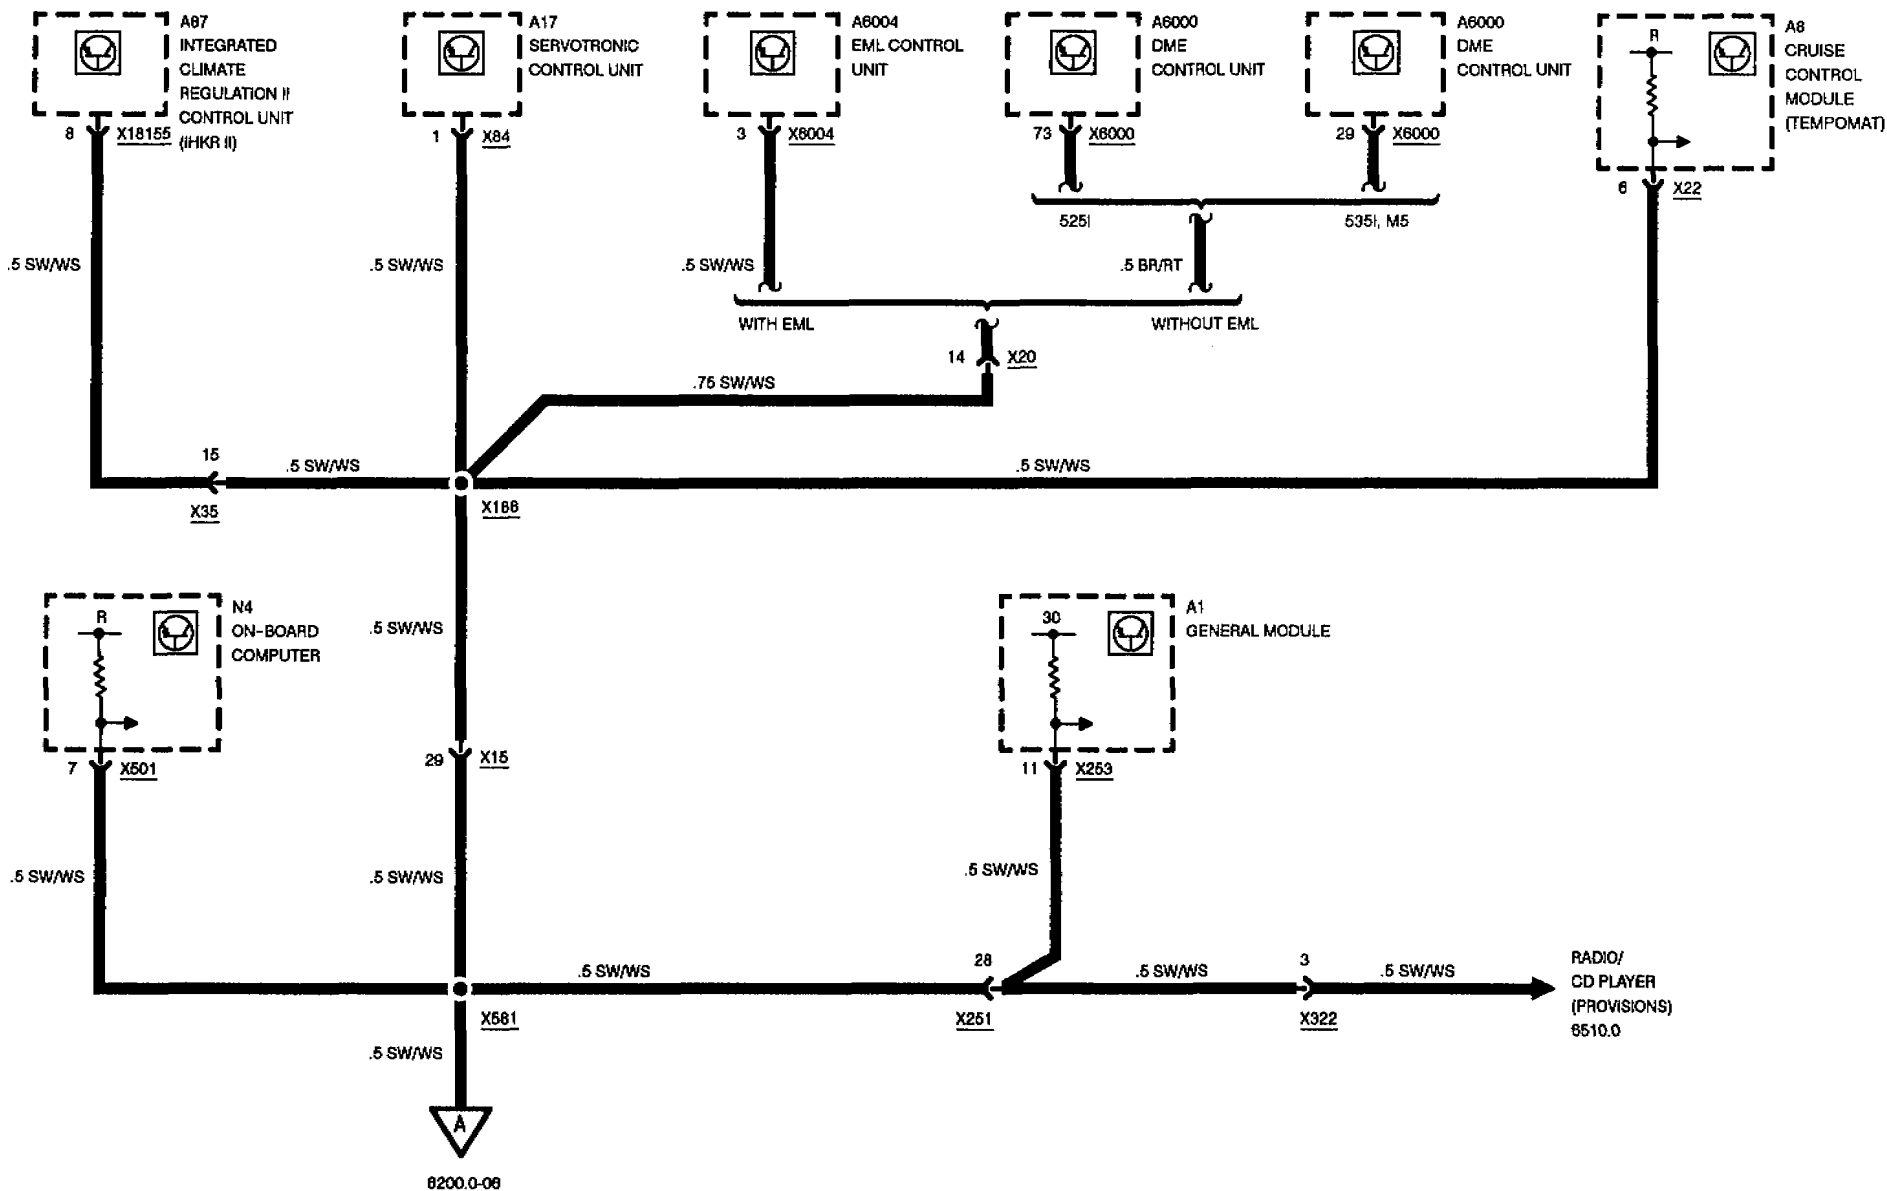 A87
INTEGRATED
CLIMATE
REGULATION II
CONTROL UNIT
(IHKR II)
8
X18155
A17
SERVOTRONIC
CONTROL UNIT
1
X84
A6004
EML CONTROL
UNIT
3
X6004
A6000
DME
CONTROL UNIT
73
X6000
A6000
DME
CONTROL UNIT
29
X6000
R
A8
CRUISE
CONTROL
MODULE
(TEMPOMAT)
6
X22
525I
535I, M5
.5 SW/WS
.5 SW/WS
.5 SW/WS
.5 BR/RT
WITH EML
WITHOUT EML
14
X20
.75 SW/WS
15
.5 SW/WS
.5 SW/WS
X35
X166
R
N4
ON-BOARD
COMPUTER
7
X501
.5 SW/WS
30
A1
GENERAL MODULE
11
X253
29
X15
.5 SW/WS
.5 SW/WS
.5 SW/WS
.5 SW/WS
28
.5 SW/WS
3
.5 SW/WS
RADIO/
CD PLAYER
(PROVISIONS)
6510.0
X581
X251
X322
.5 SW/WS
A
6200.0-06